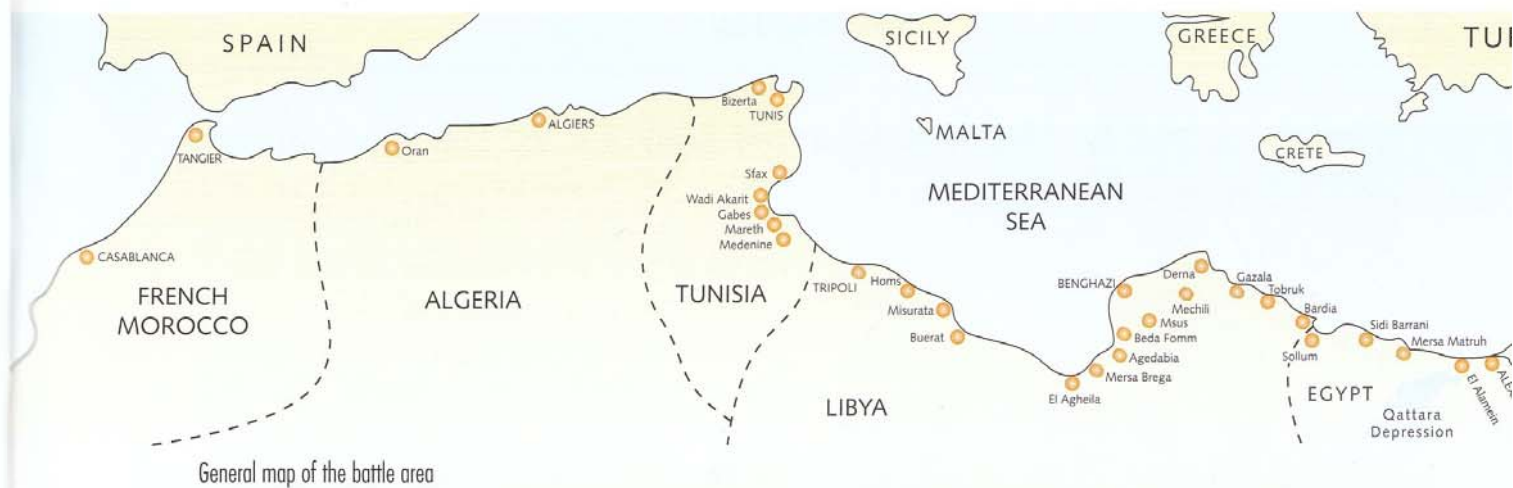 SPAIN
SICILY
GREECE
TUR
Bizerta
TUNIS
ALGIERS
TANGIER
Oran
MALTA
CRETE
Sfax
Wadi Akarit
Gabes
Mareth
Medenine
MEDITERRANEAN
SEA
CASABLANCA
FRENCH
MOROCCO
ALGERIA
TUNISIA
TRIPOLI
Homs
Misurata
Buerat
BENGHAZI
Derna
Gazala
Mechili
Tobruk
Msus
Bardia
Beda Fomm
Sidi Barrani
Sollum
Mersa Matruh
Agedabia
Mersa Brega
El Agheila
LIBYA
EGYPT
El Alamein
Qattara
Depression
General map of the battle area